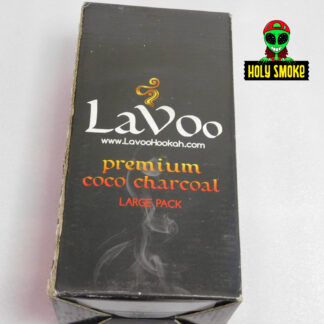 HOLY SMOKE
LaVoo
www.LavooHookah.com
premium
coco charcoal
LARGE PACK